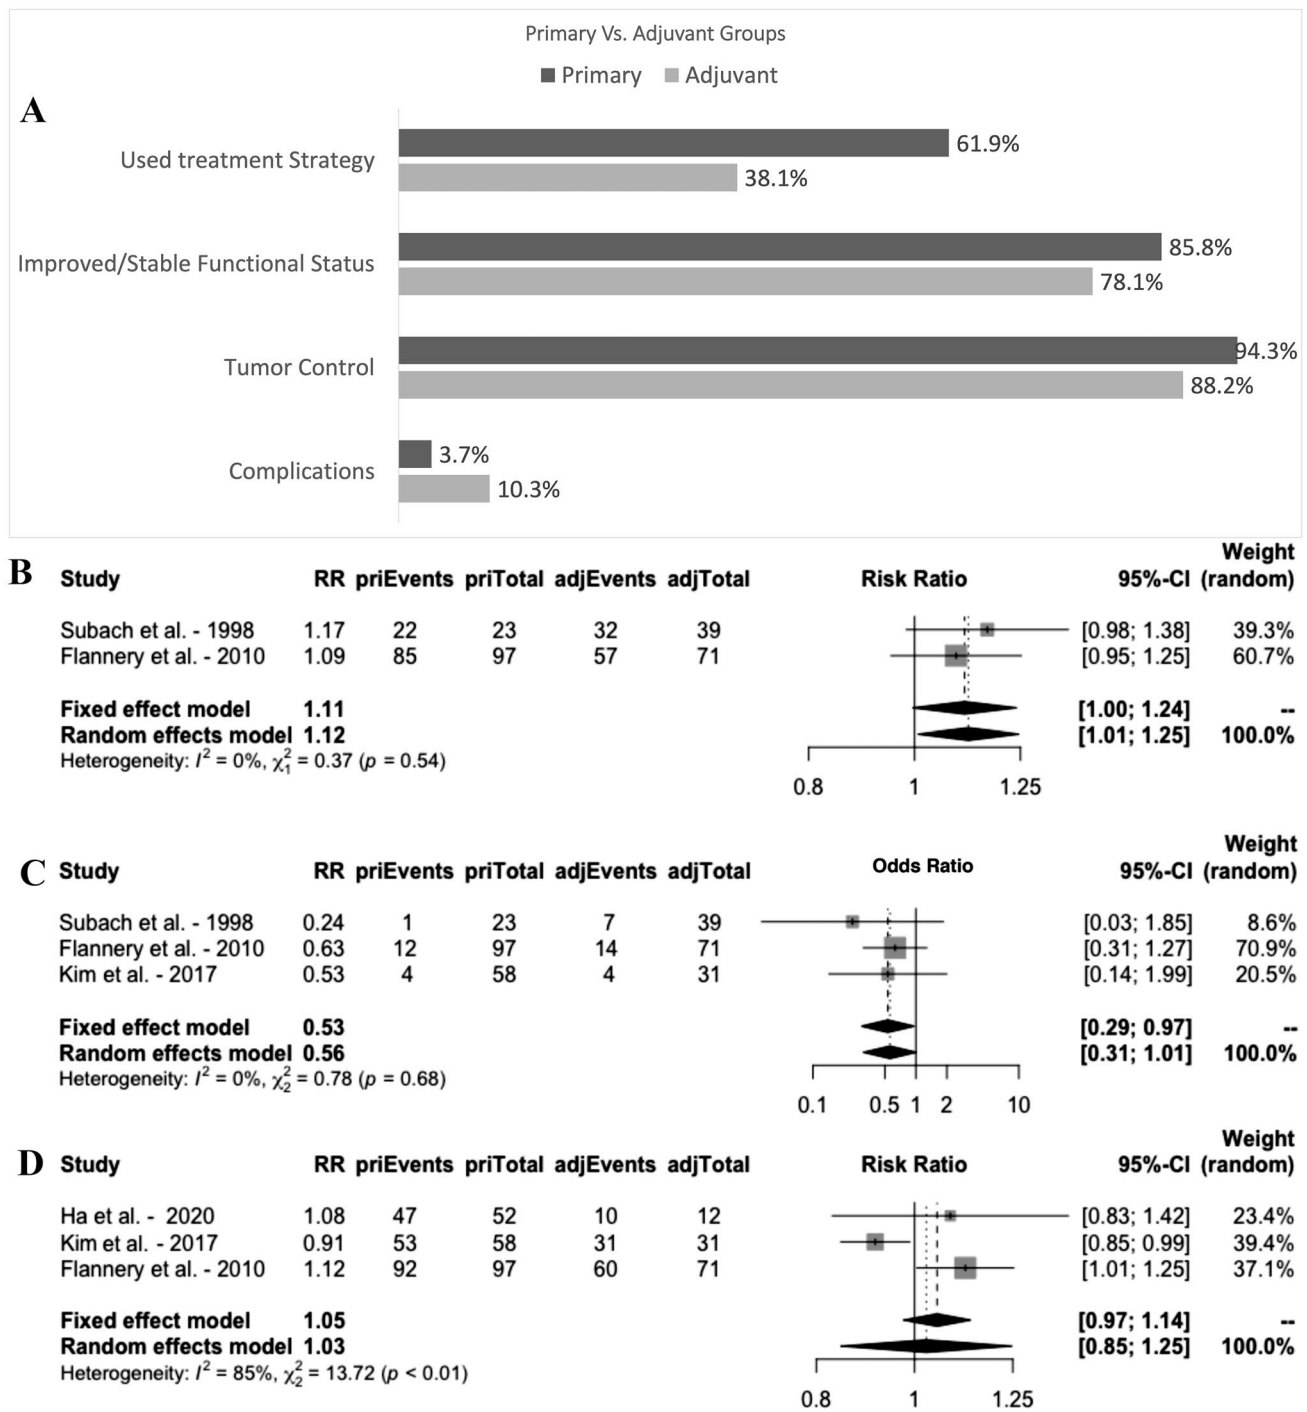 Primary Vs. Adjuvant Groups
Primary Adjuvant
A
Used treatment Strategy
61.9%
38.1%
Improved/Stable Functional Status
85.8%
78.1%
Tumor Control
94.3%
88.2%
Complications
3.7%
10.3%
B
Weight
Study RR priEvents priTotal adjEvents adjTotal Risk Ratio 95%-CI (random)
Subach et al. - 1998 1.17 22 23 32 39 [0.98; 1.38] 39.3%
Flannery et al. - 2010 1.09 85 97 57 71 [0.95; 1.25] 60.7%
Fixed effect model 1.11 [1.00; 1.24] --
Random effects model 1.12 [1.01; 1.25] 100.0%
Heterogeneity: I² = 0%, χ²₁ = 0.37 (p = 0.54)
0.8 1 1.25
C
Weight
Study RR priEvents priTotal adjEvents adjTotal Odds Ratio 95%-CI (random)
Subach et al. - 1998 0.24 1 23 7 39 [0.03; 1.85] 8.6%
Flannery et al. - 2010 0.63 12 97 14 71 [0.31; 1.27] 70.9%
Kim et al. - 2017 0.53 4 58 4 31 [0.14; 1.99] 20.5%
Fixed effect model 0.53 [0.29; 0.97] --
Random effects model 0.56 [0.31; 1.01] 100.0%
Heterogeneity: I² = 0%, χ²₂ = 0.78 (p = 0.68)
0.1 0.5 1 2 10
D
Weight
Study RR priEvents priTotal adjEvents adjTotal Risk Ratio 95%-CI (random)
Ha et al. - 2020 1.08 47 52 10 12 [0.83; 1.42] 23.4%
Kim et al. - 2017 0.91 53 58 31 31 [0.85; 0.99] 39.4%
Flannery et al. - 2010 1.12 92 97 60 71 [1.01; 1.25] 37.1%
Fixed effect model 1.05 [0.97; 1.14] --
Random effects model 1.03 [0.85; 1.25] 100.0%
Heterogeneity: I² = 85%, χ²₂ = 13.72 (p < 0.01)
0.8 1 1.25